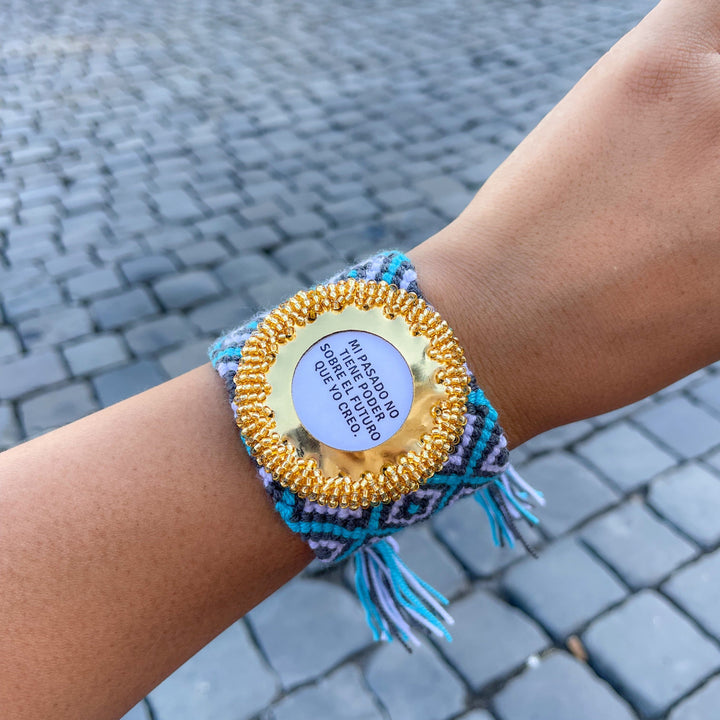 MI PASADO NO
TIENE PODER
SOBRE EL FUTURO
QUE YO CREO.